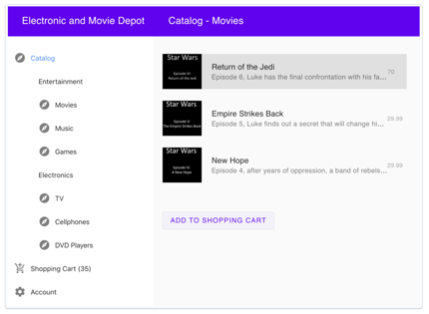 Electronic and Movie Depot
Catalog - Movies
Catalog
Entertainment
Movies
Music
Games
Electronics
TV
Cellphones
DVD Players
Shopping Cart (35)
Account
Star Wars
Episode VI:
Return of the Jedi
Return of the Jedi
Episode 6, Luke has the final confrontation with his fa...
70
Star Wars
Episode V:
The Empire Strikes Back
Empire Strikes Back
Episode 5, Luke finds out a secret that will change hi...
29.99
Star Wars
Episode IV:
A New Hope
New Hope
Episode 4, after years of oppression, a band of rebels...
29.99
ADD TO SHOPPING CART